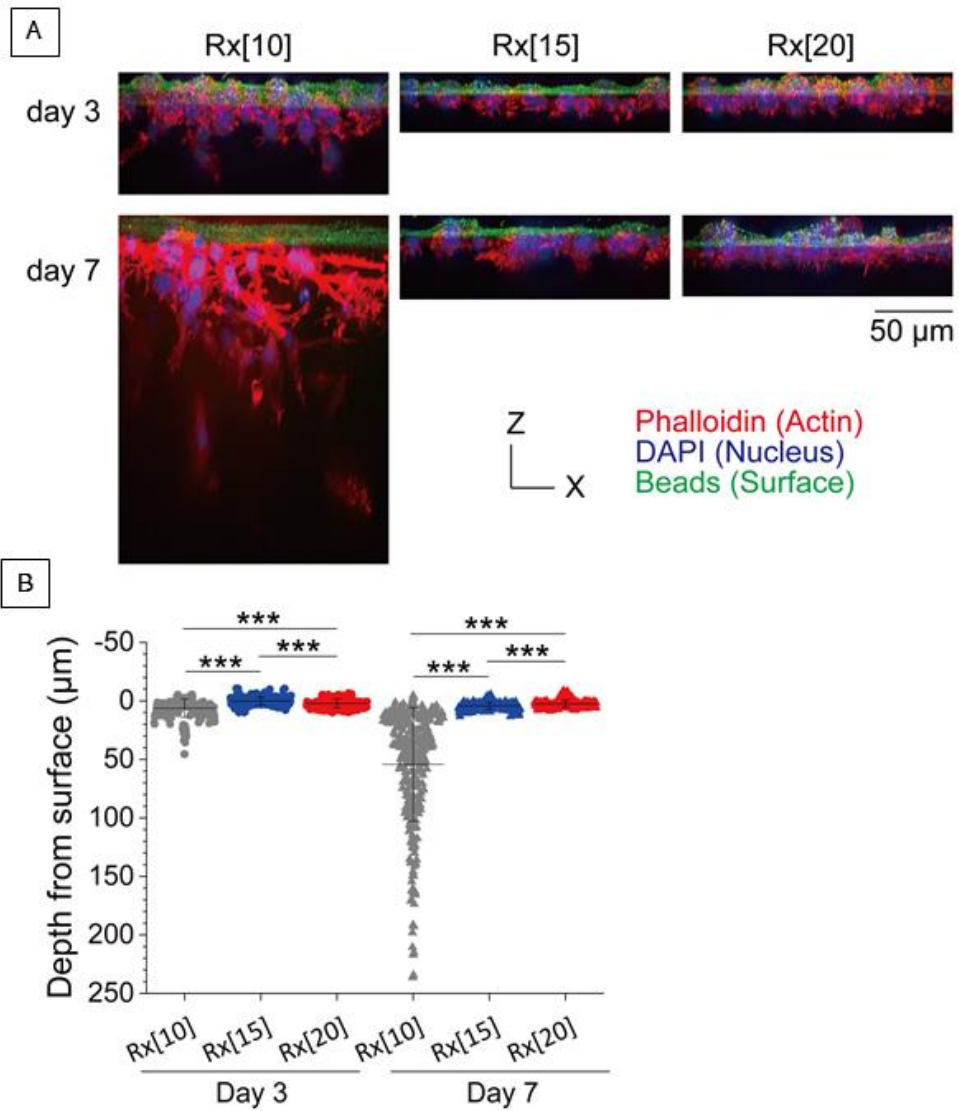 A
Rx[10] Rx[15] Rx[20]
day 3
day 7
50 µm
Z
X
Phalloidin (Actin)
DAPI (Nucleus)
Beads (Surface)
B
Depth from surface (µm)
-50
0
50
100
150
200
250
*** *** ***
*** *** ***
Rx[10] Rx[15] Rx[20] Rx[10] Rx[15] Rx[20]
Day 3 Day 7